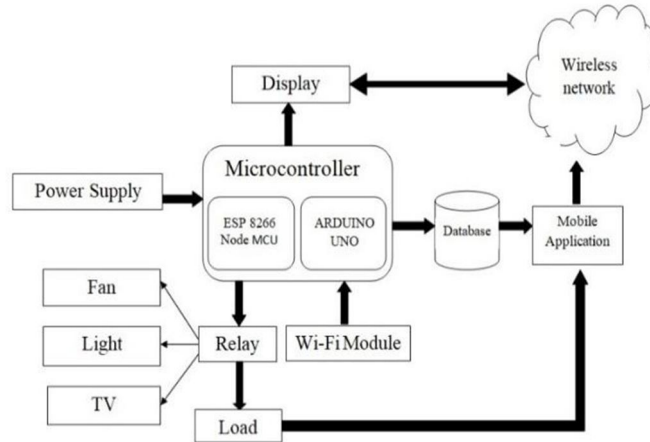 Wireless
network
Display
Microcontroller
Power Supply
ESP 8266
Node MCU
ARDUINO
UNO
Database
Mobile
Application
Fan
Light
TV
Relay
Wi-Fi Module
Load